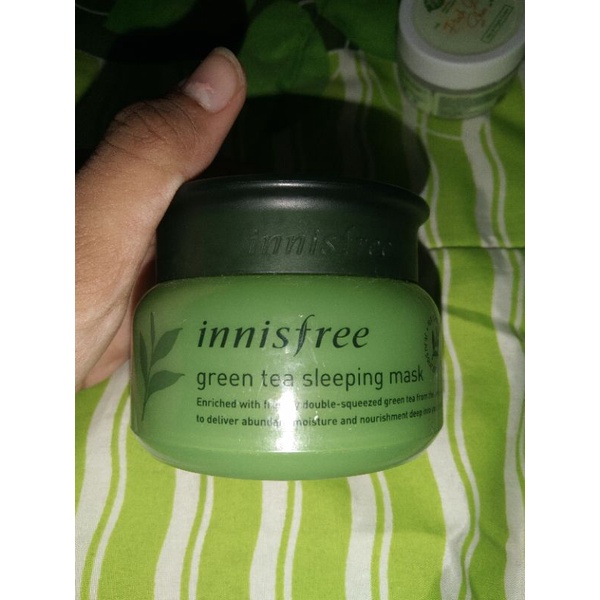 innisfree
innisfree
green tea sleeping mask
Enriched with double-squeezed green tea from
to deliver moisture and nourishment deep